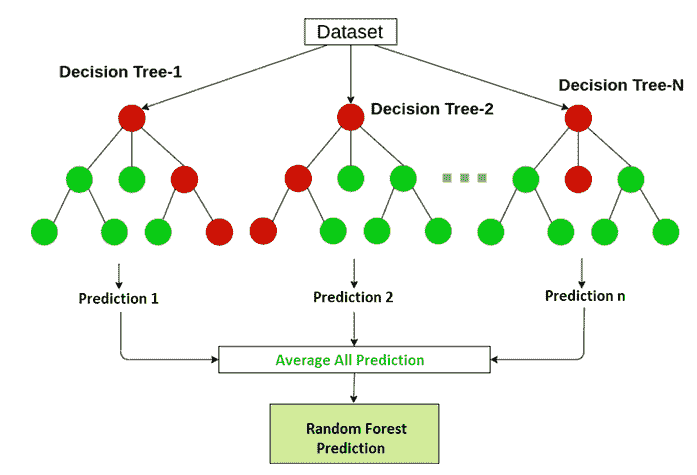 Dataset
Decision Tree-1
Decision Tree-2
Decision Tree-N
Prediction 1
Prediction 2
Prediction n
Average All Prediction
Random Forest
Prediction